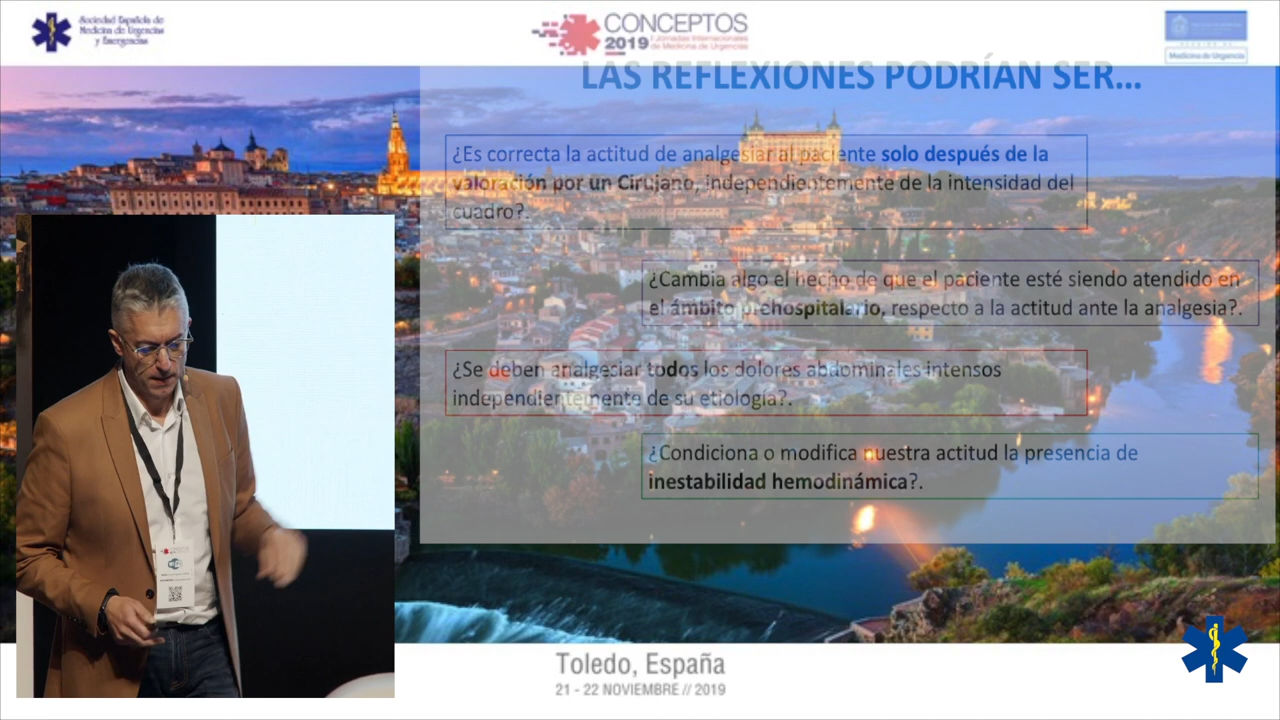 Sociedad Española de
Medicina de Urgencias
y Emergencias
CONCEPTOS
2019 I Jornadas Internacionales
de Medicina de Urgencias
Medicina de Urgencia
LAS REFLEXIONES PODRÍAN SER...
¿Es correcta la actitud de analgesiar al paciente solo después de la
valoración por un Cirujano, independientemente de la intensidad del
cuadro?.
¿Cambia algo el hecho de que el paciente esté siendo atendido en
el ámbito prehospitalario, respecto a la actitud ante la analgesia?.
¿Se deben analgeciar todos los dolores abdominales intensos
independientemente de su etiología?.
¿Condiciona o modifica nuestra actitud la presencia de
inestabilidad hemodinámica?.
Toledo, España
21 - 22 NOVIEMBRE // 2019